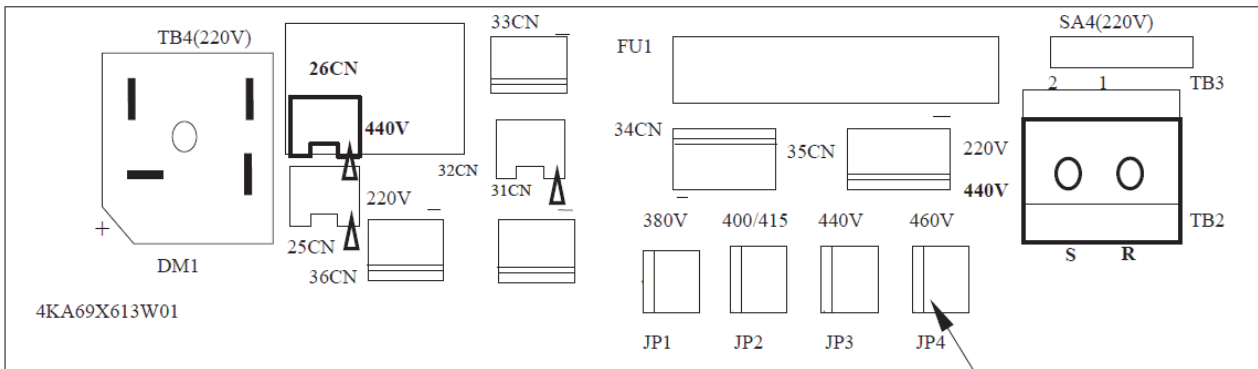 33CN
SA4(220V)
TB4(220V)
FU1
26CN
2 1 TB3
440V
34CN
35CN
220V
32CN
31CN
440V
220V
380V 400/415 440V 460V
TB2
+
25CN
S R
DM1
36CN
4KA69X613W01
JP1 JP2 JP3 JP4